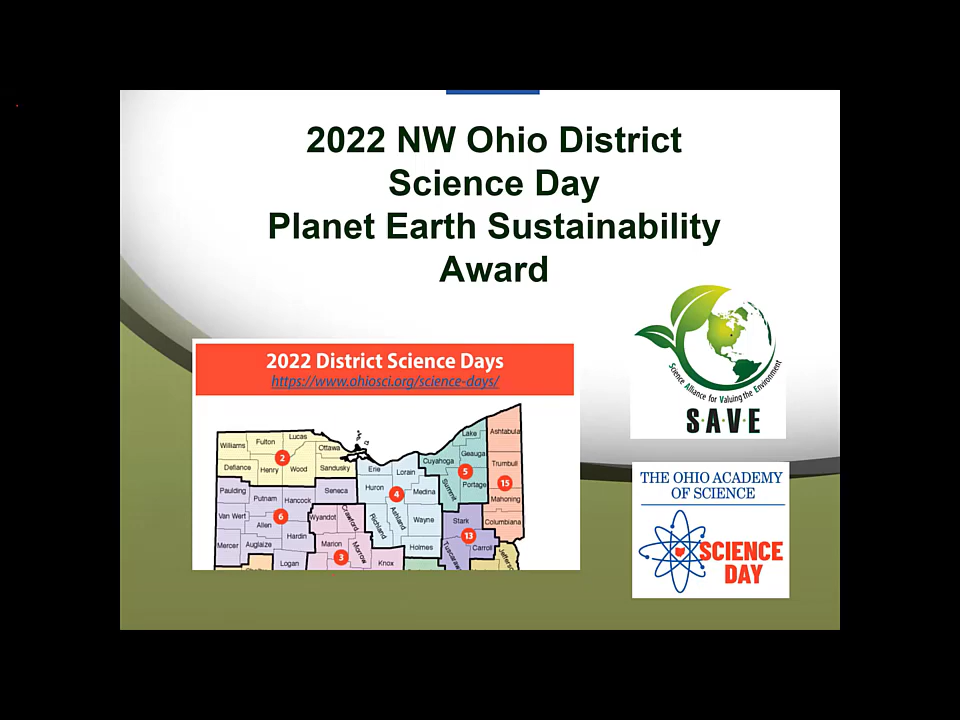 2022 NW Ohio District
Science Day
Planet Earth Sustainability
Award
2022 District Science Days
https://www.ohiosci.org/science-days/
Williams
Fulton
Lucas
Ottawa
Defiance
Henry
Wood
Sandusky
2
Paulding
Putnam
Hancock
Seneca
Van Wert
Allen
6
Hardin
Mercer
Auglaize
Logan
Wyandot
Crawford
Marion
Morrow
3
Knox
Erie
Lorain
Huron
4
Medina
Richland
Ashland
Wayne
Holmes
Lake
Geauga
Cuyahoga
5
Summit
Portage
Ashtabula
Trumbull
15
Mahoning
Columbiana
Stark
13
Carroll
Science Alliance for Valuing the Environment
S.A.V.E
THE OHIO ACADEMY
OF SCIENCE
SCIENCE
DAY